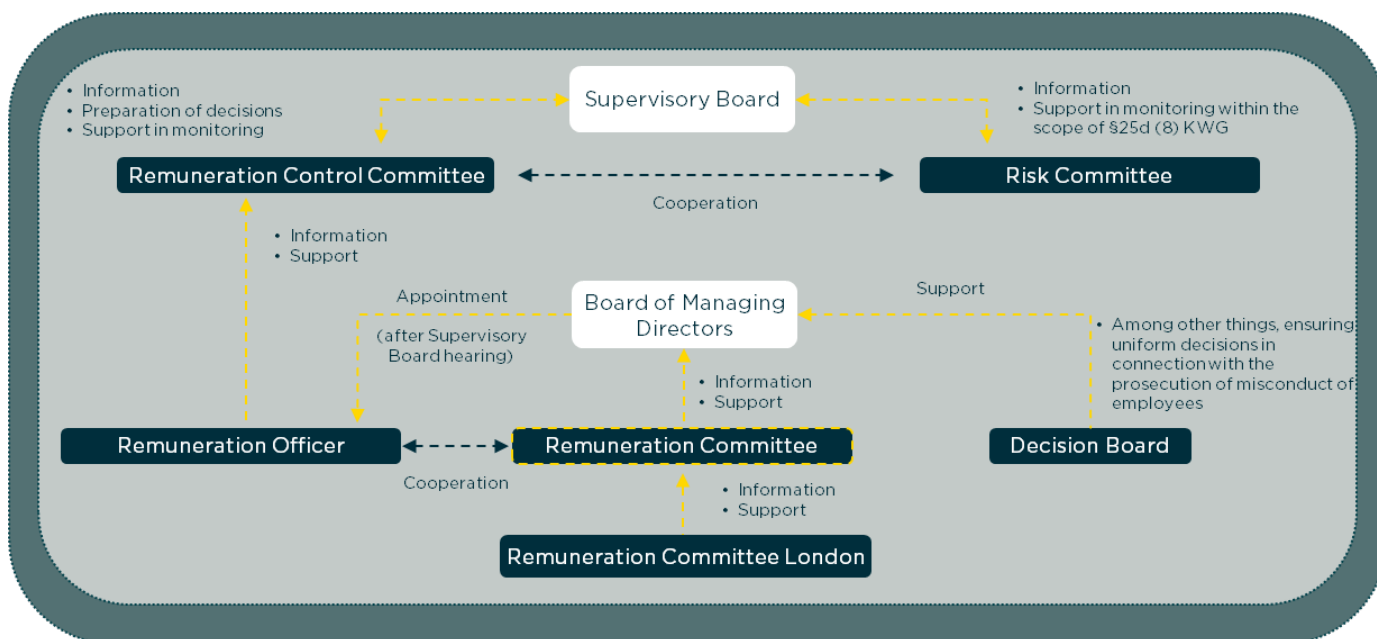 • Information
• Preparation of decisions
• Support in monitoring
Supervisory Board
• Information
• Support in monitoring within the
scope of §25d (8) KWG
Remuneration Control Committee
Risk Committee
Cooperation
• Information
• Support
Appointment
(after Supervisory
Board hearing)
Board of Managing
Directors
Support
• Among other things, ensuring
uniform decisions in
connection with the
prosecution of misconduct of
employees
• Information
• Support
Remuneration Officer
Remuneration Committee
Decision Board
Cooperation
• Information
• Support
Remuneration Committee London